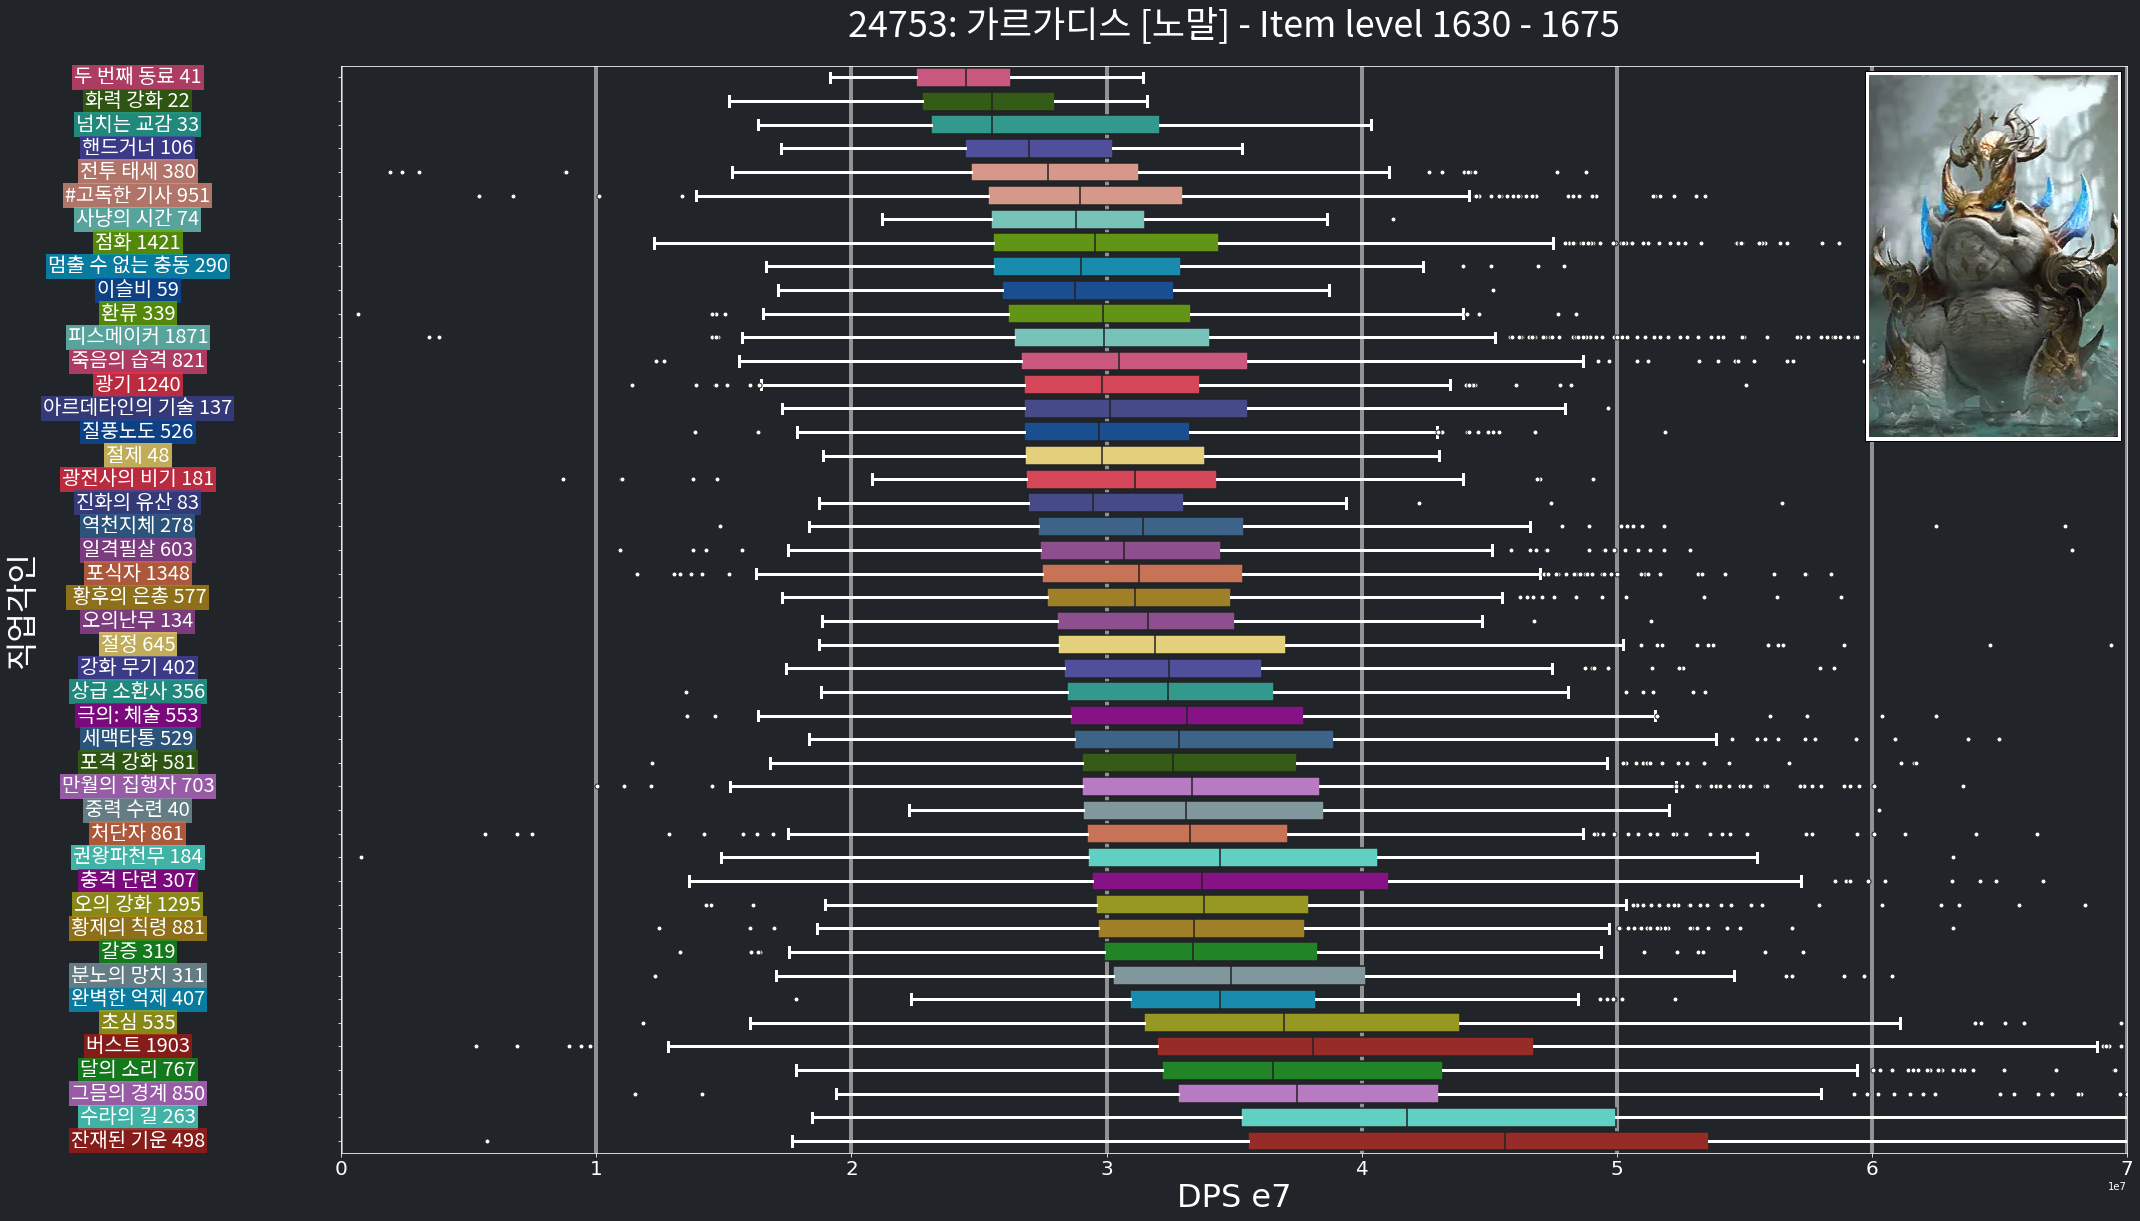 24753: 가르가디스 [노말] - Item level 1630 - 1675
직업각인
두 번째 동료 41
화력 강화 22
넘치는 교감 33
핸드거너 106
전투 태세 380
#고독한 기사 951
사냥의 시간 74
점화 1421
멈출 수 없는 충동 290
이슬비 59
환류 339
피스메이커 1871
죽음의 습격 821
광기 1240
아르데타인의 기술 137
질풍노도 526
절제 48
광전사의 비기 181
진화의 유산 83
역천지체 278
일격필살 603
포식자 1348
황후의 은총 577
오의난무 134
절정 645
강화 무기 402
상급 소환사 356
극의: 체술 553
세맥타통 529
포격 강화 581
만월의 집행자 703
중력 수련 40
처단자 861
권왕파천무 184
충격 단련 307
오의 강화 1295
황제의 칙령 881
갈증 319
분노의 망치 311
완벽한 억제 407
초심 535
버스트 1903
달의 소리 767
그믐의 경계 850
수라의 길 263
잔재된 기운 498
0 1 2 3 4 5 6 7
1e7
DPS e7